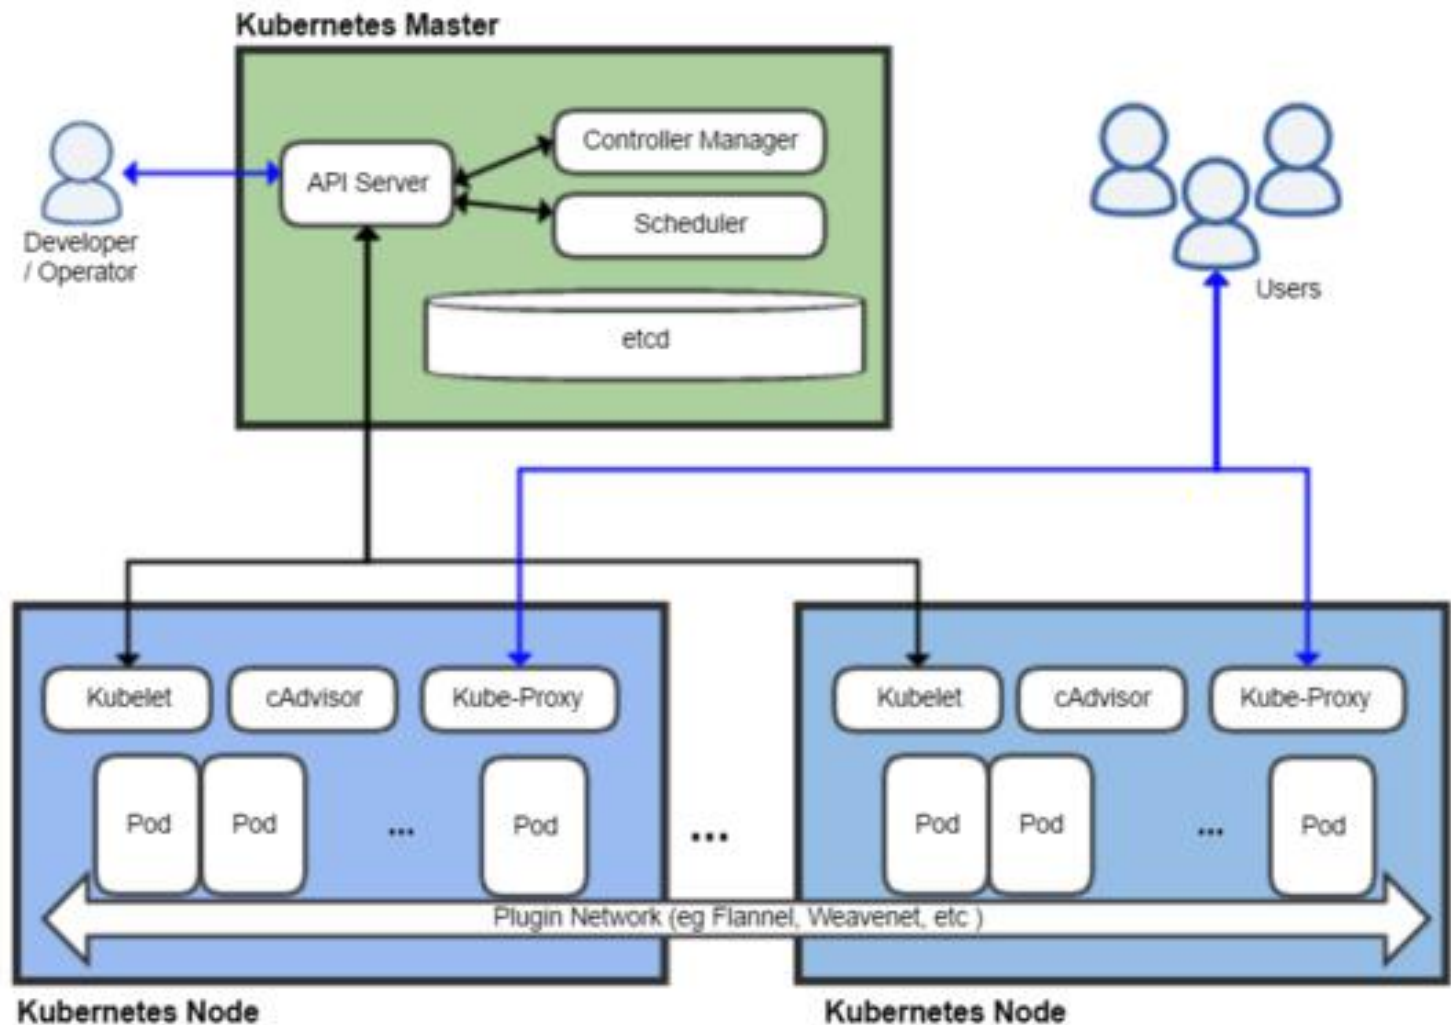 Kubernetes Master
Controller Manager
API Server
Scheduler
Developer
/ Operator
etcd
Users
Kubelet
cAdvisor
Kube-Proxy
Kubelet
cAdvisor
Kube-Proxy
Pod
Pod
...
Pod
...
Pod
Pod
...
Pod
Plugin Network (eg Flannel, Weavenet, etc )
Kubernetes Node
Kubernetes Node